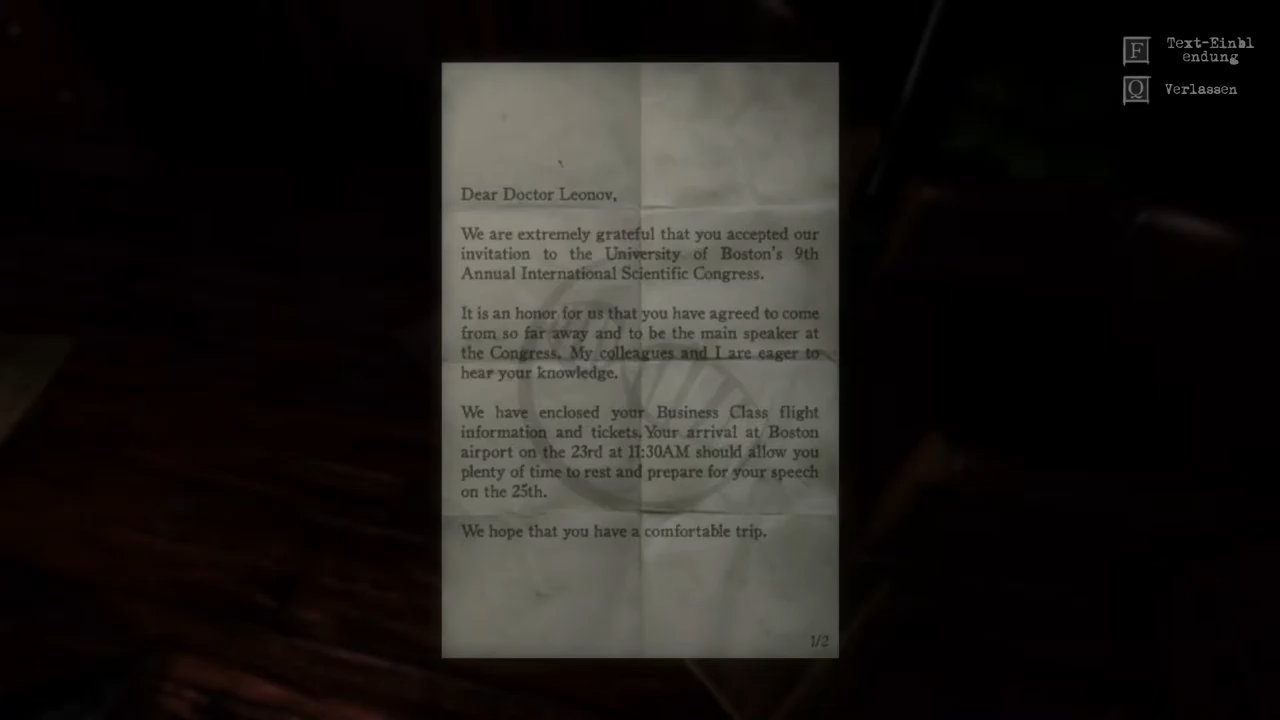 F
Text-Einbl
endung
Q
Verlassen
Dear Doctor Leonov,
We are extremely grateful that you accepted our
invitation to the University of Boston's 9th
Annual International Scientific Congress.
It is an honor for us that you have agreed to come
from so far away and to be the main speaker at
the Congress. My colleagues and I are eager to
hear your knowledge.
We have enclosed your Business Class flight
information and tickets. Your arrival at Boston
airport on the 23rd at 11:30AM should allow you
plenty of time to rest and prepare for your speech
on the 25th.
We hope that you have a comfortable trip.
1/2